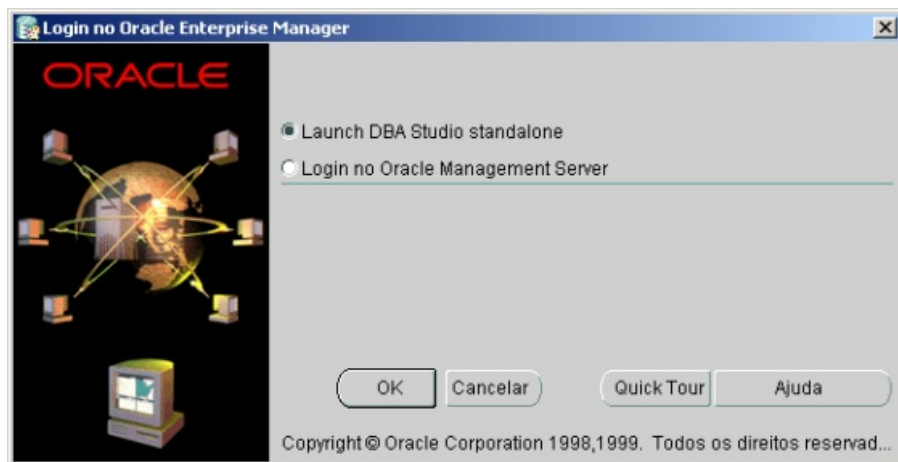 Login no Oracle Enterprise Manager
ORACLE
Launch DBA Studio standalone
Login no Oracle Management Server
OK Cancelar Quick Tour Ajuda
Copyright © Oracle Corporation 1998,1999. Todos os direitos reservad...